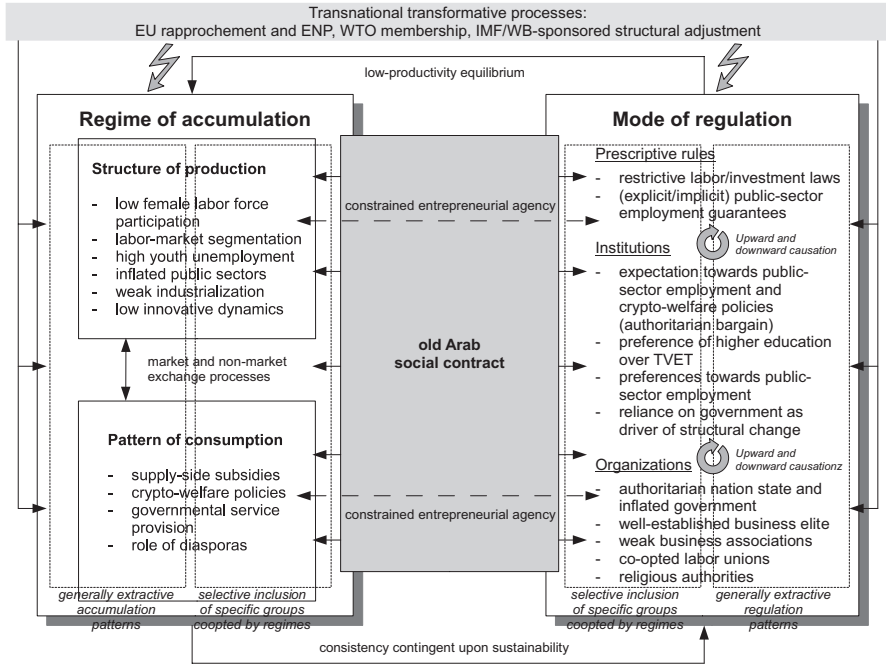 Transnational transformative processes:
EU rapprochement and ENP, WTO membership, IMF/WB-sponsored structural adjustment
low-productivity equilibrium
Regime of accumulation
Structure of production
- low female labor force
participation
- labor-market segmentation
- high youth unemployment
- inflated public sectors
- weak industrialization
- low innovative dynamics
market and non-market
exchange processes
Pattern of consumption
- supply-side subsidies
- crypto-welfare policies
- governmental service
provision
- role of diasporas
generally extractive
accumulation
patterns
selective inclusion
of specific groups
coopted by regimes
constrained entrepreneurial agency
old Arab
social contract
constrained entrepreneurial agency
Mode of regulation
Prescriptive rules
- restrictive labor/investment laws
- (explicit/implicit) public-sector
employment guarantees
Upward and
downward causation
Institutions
- expectation towards public-
sector employment and
crypto-welfare policies
(authoritarian bargain)
- preference of higher education
over TVET
- preferences towards public-
sector employment
- reliance on government as
driver of structural change
Upward and
downward causationz
Organizations
- authoritarian nation state and
inflated government
- well-established business elite
- weak business associations
- co-opted labor unions
- religious authorities
selective inclusion
of specific groups
coopted by regimes
generally extractive
regulation
patterns
consistency contingent upon sustainability